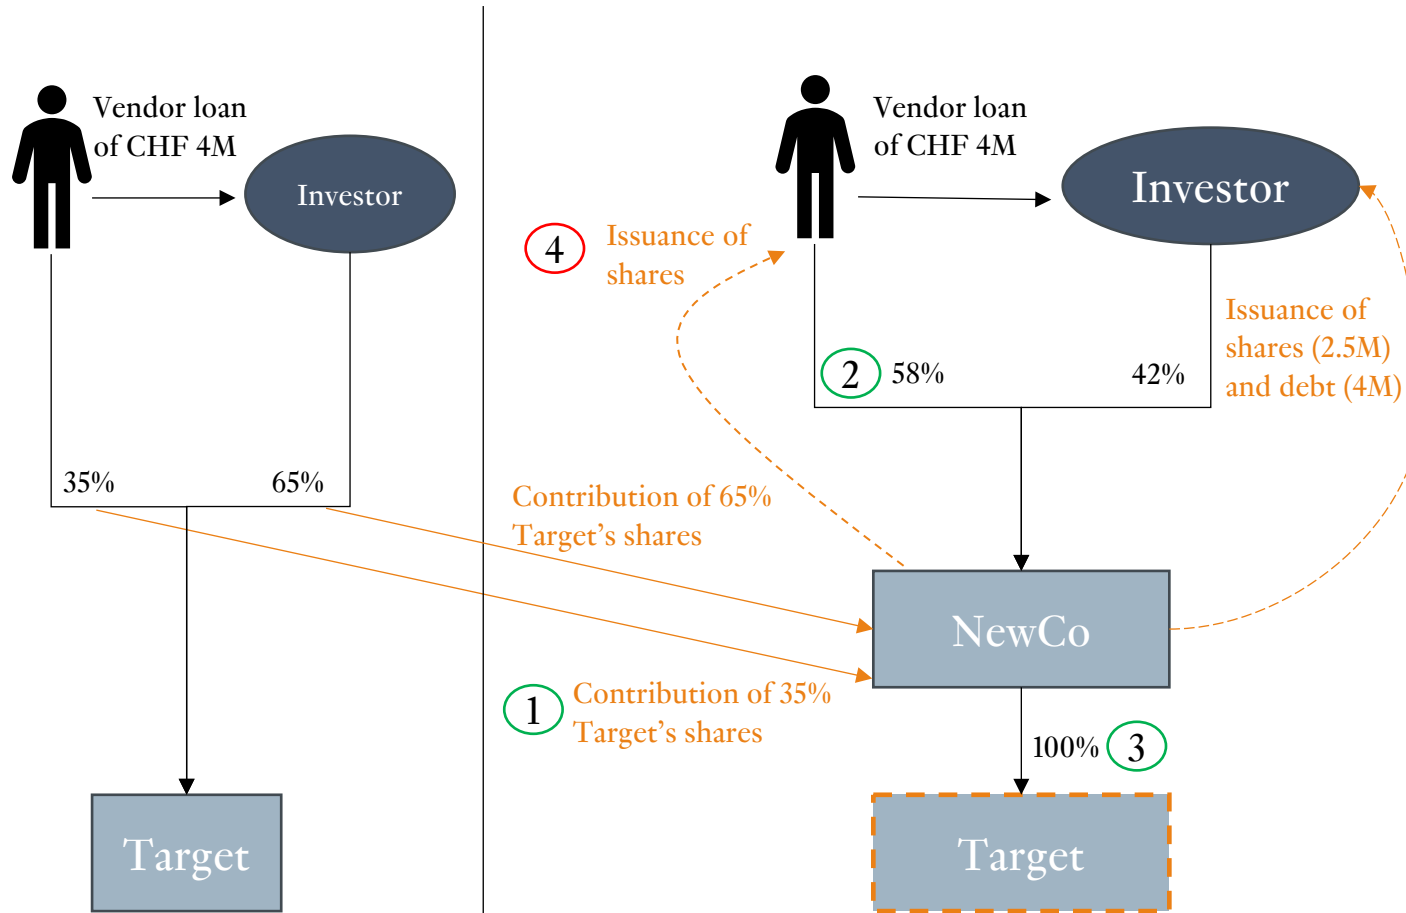 Vendor loan
of CHF 4M
Investor
35%
65%
Target
Vendor loan
of CHF 4M
Investor
4
Issuance of
shares
2
58%
42%
Issuance of
shares (2.5M)
and debt (4M)
Contribution of 65%
Target’s shares
NewCo
1
Contribution of 35%
Target’s shares
100%
3
Target